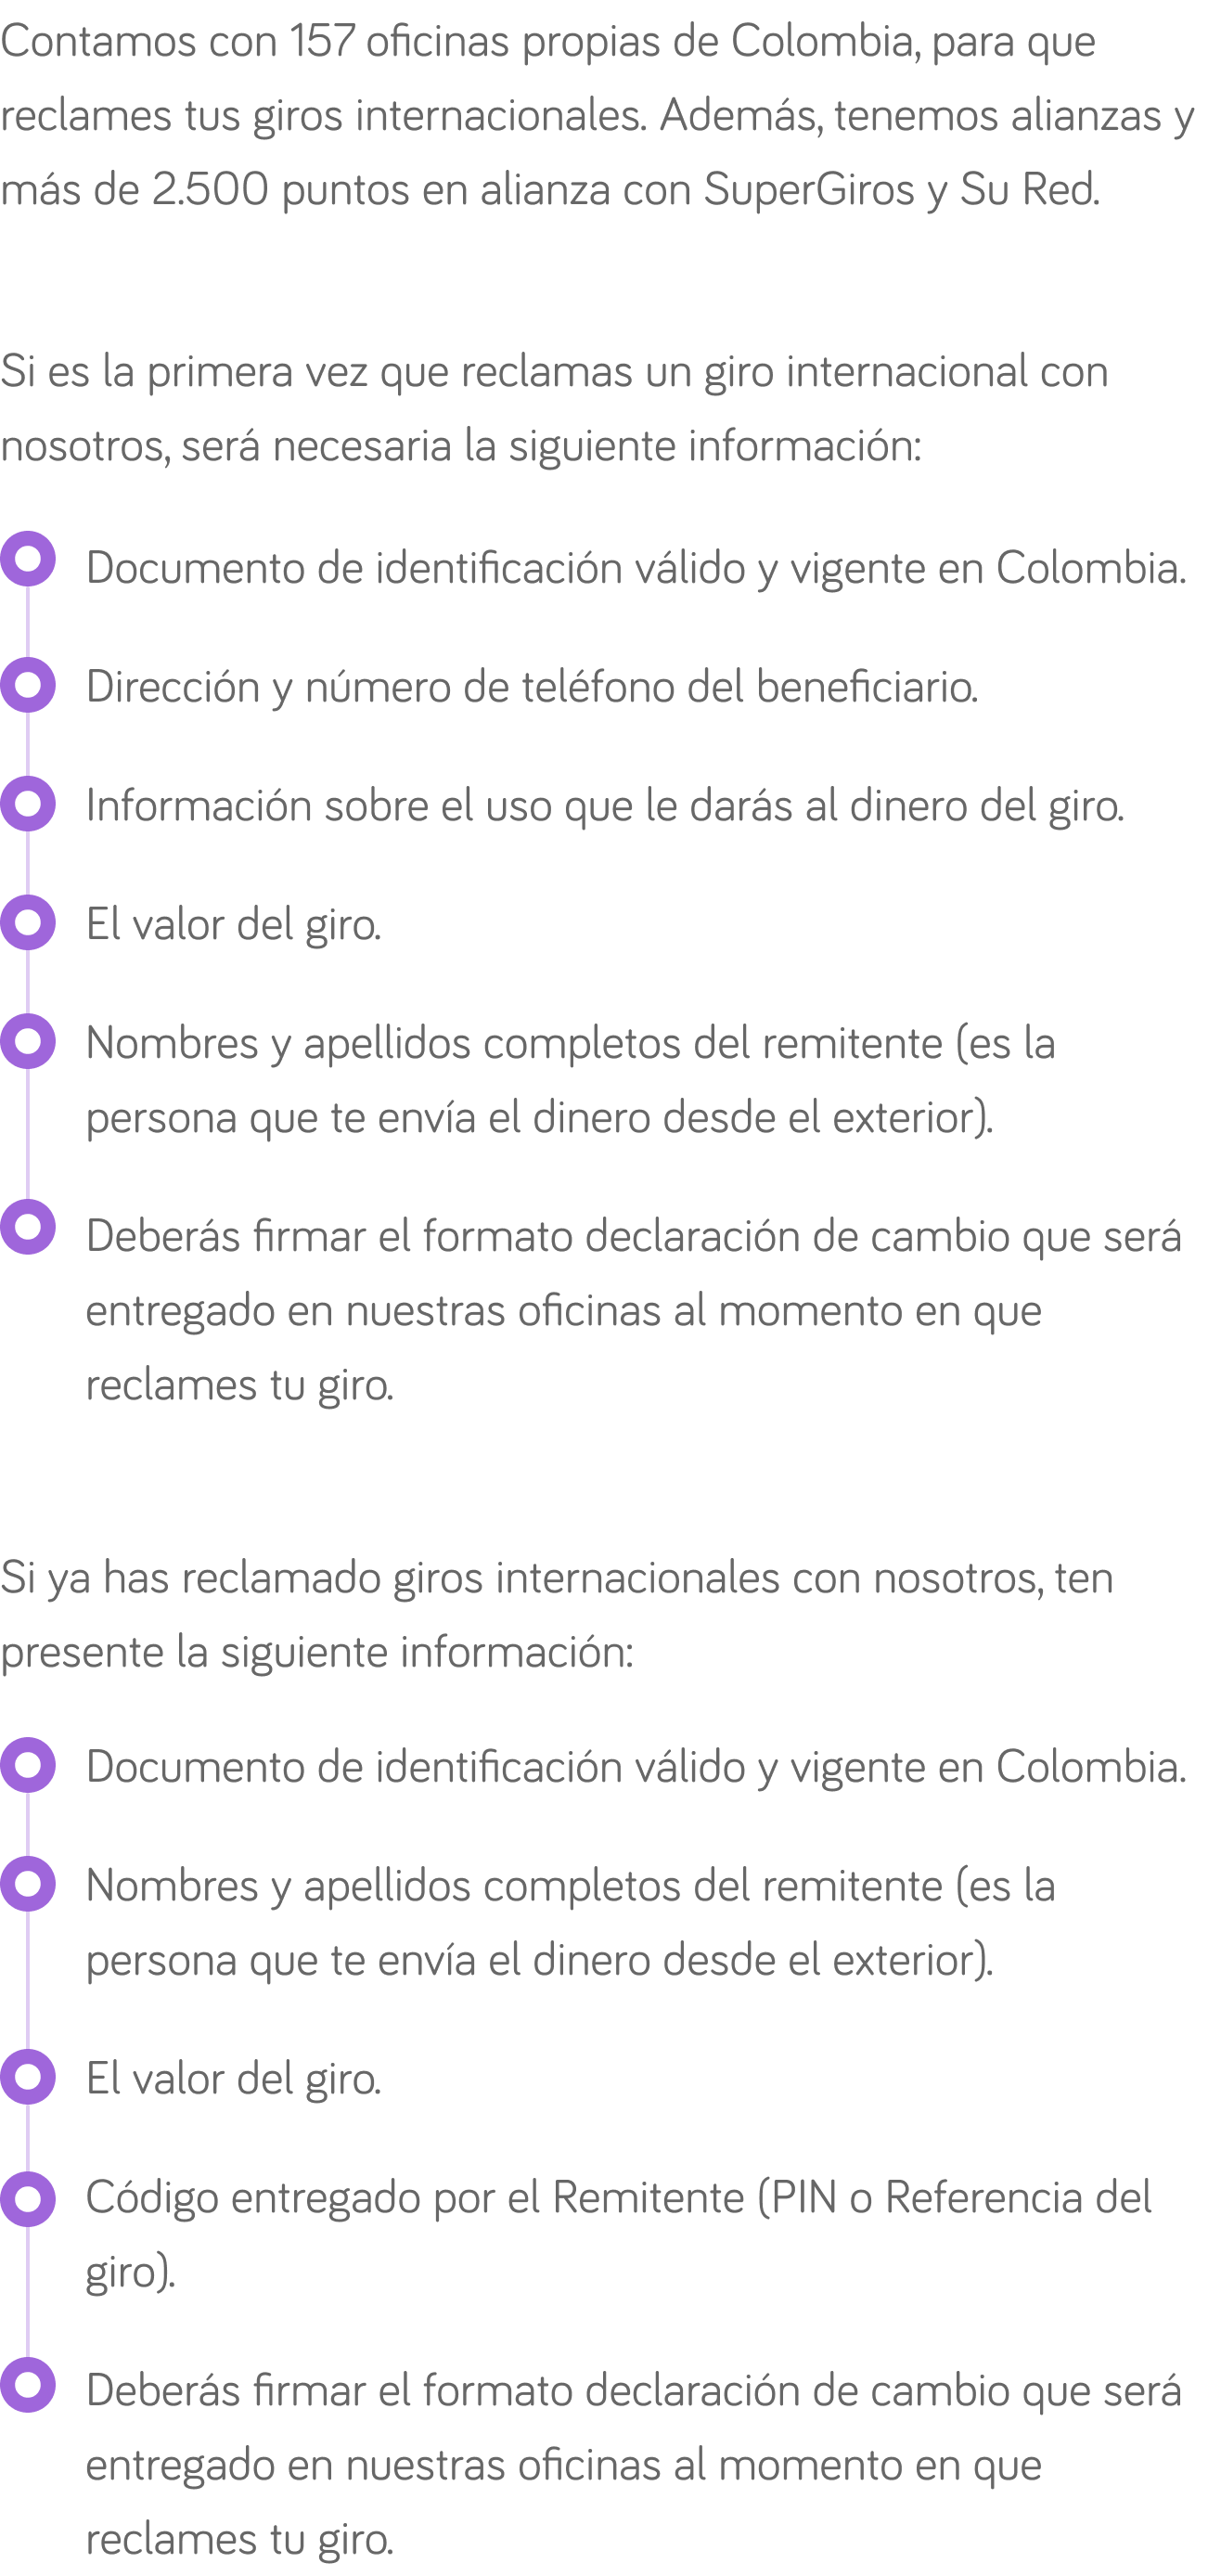 Contamos con 157 oficinas propias de Colombia, para que
reclames tus giros internacionales. Además, tenemos alianzas y
más de 2.500 puntos en alianza con SuperGiros y Su Red.
Si es la primera vez que reclamas un giro internacional con
nosotros, será necesaria la siguiente información:
Documento de identificación válido y vigente en Colombia.
Dirección y número de teléfono del beneficiario.
Información sobre el uso que le darás al dinero del giro.
El valor del giro.
Nombres y apellidos completos del remitente (es la
persona que te envía el dinero desde el exterior).
Deberás firmar el formato declaración de cambio que será
entregado en nuestras oficinas al momento en que
reclames tu giro.
Si ya has reclamado giros internacionales con nosotros, ten
presente la siguiente información:
Documento de identificación válido y vigente en Colombia.
Nombres y apellidos completos del remitente (es la
persona que te envía el dinero desde el exterior).
El valor del giro.
Código entregado por el Remitente (PIN o Referencia del
giro).
Deberás firmar el formato declaración de cambio que será
entregado en nuestras oficinas al momento en que
reclames tu giro.